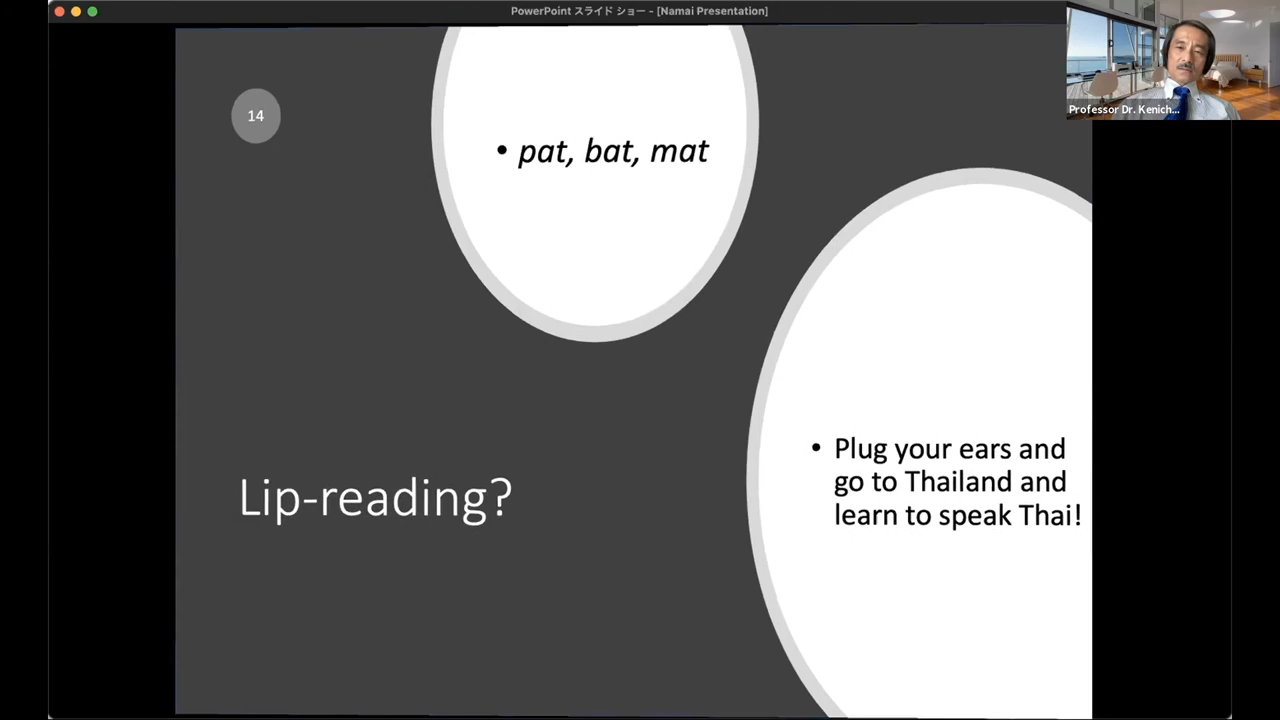 PowerPoint スライド ショー - [Namai Presentation]
Professor Dr. Kenich...
14
• pat, bat, mat
Lip-reading?
• Plug your ears and
go to Thailand and
learn to speak Thai!